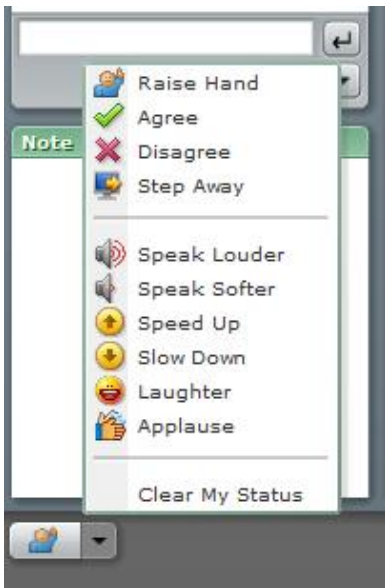 Raise Hand
Agree
Note
Disagree
Step Away
Speak Louder
Speak Softer
Speed Up
Slow Down
Laughter
Applause
Clear My Status